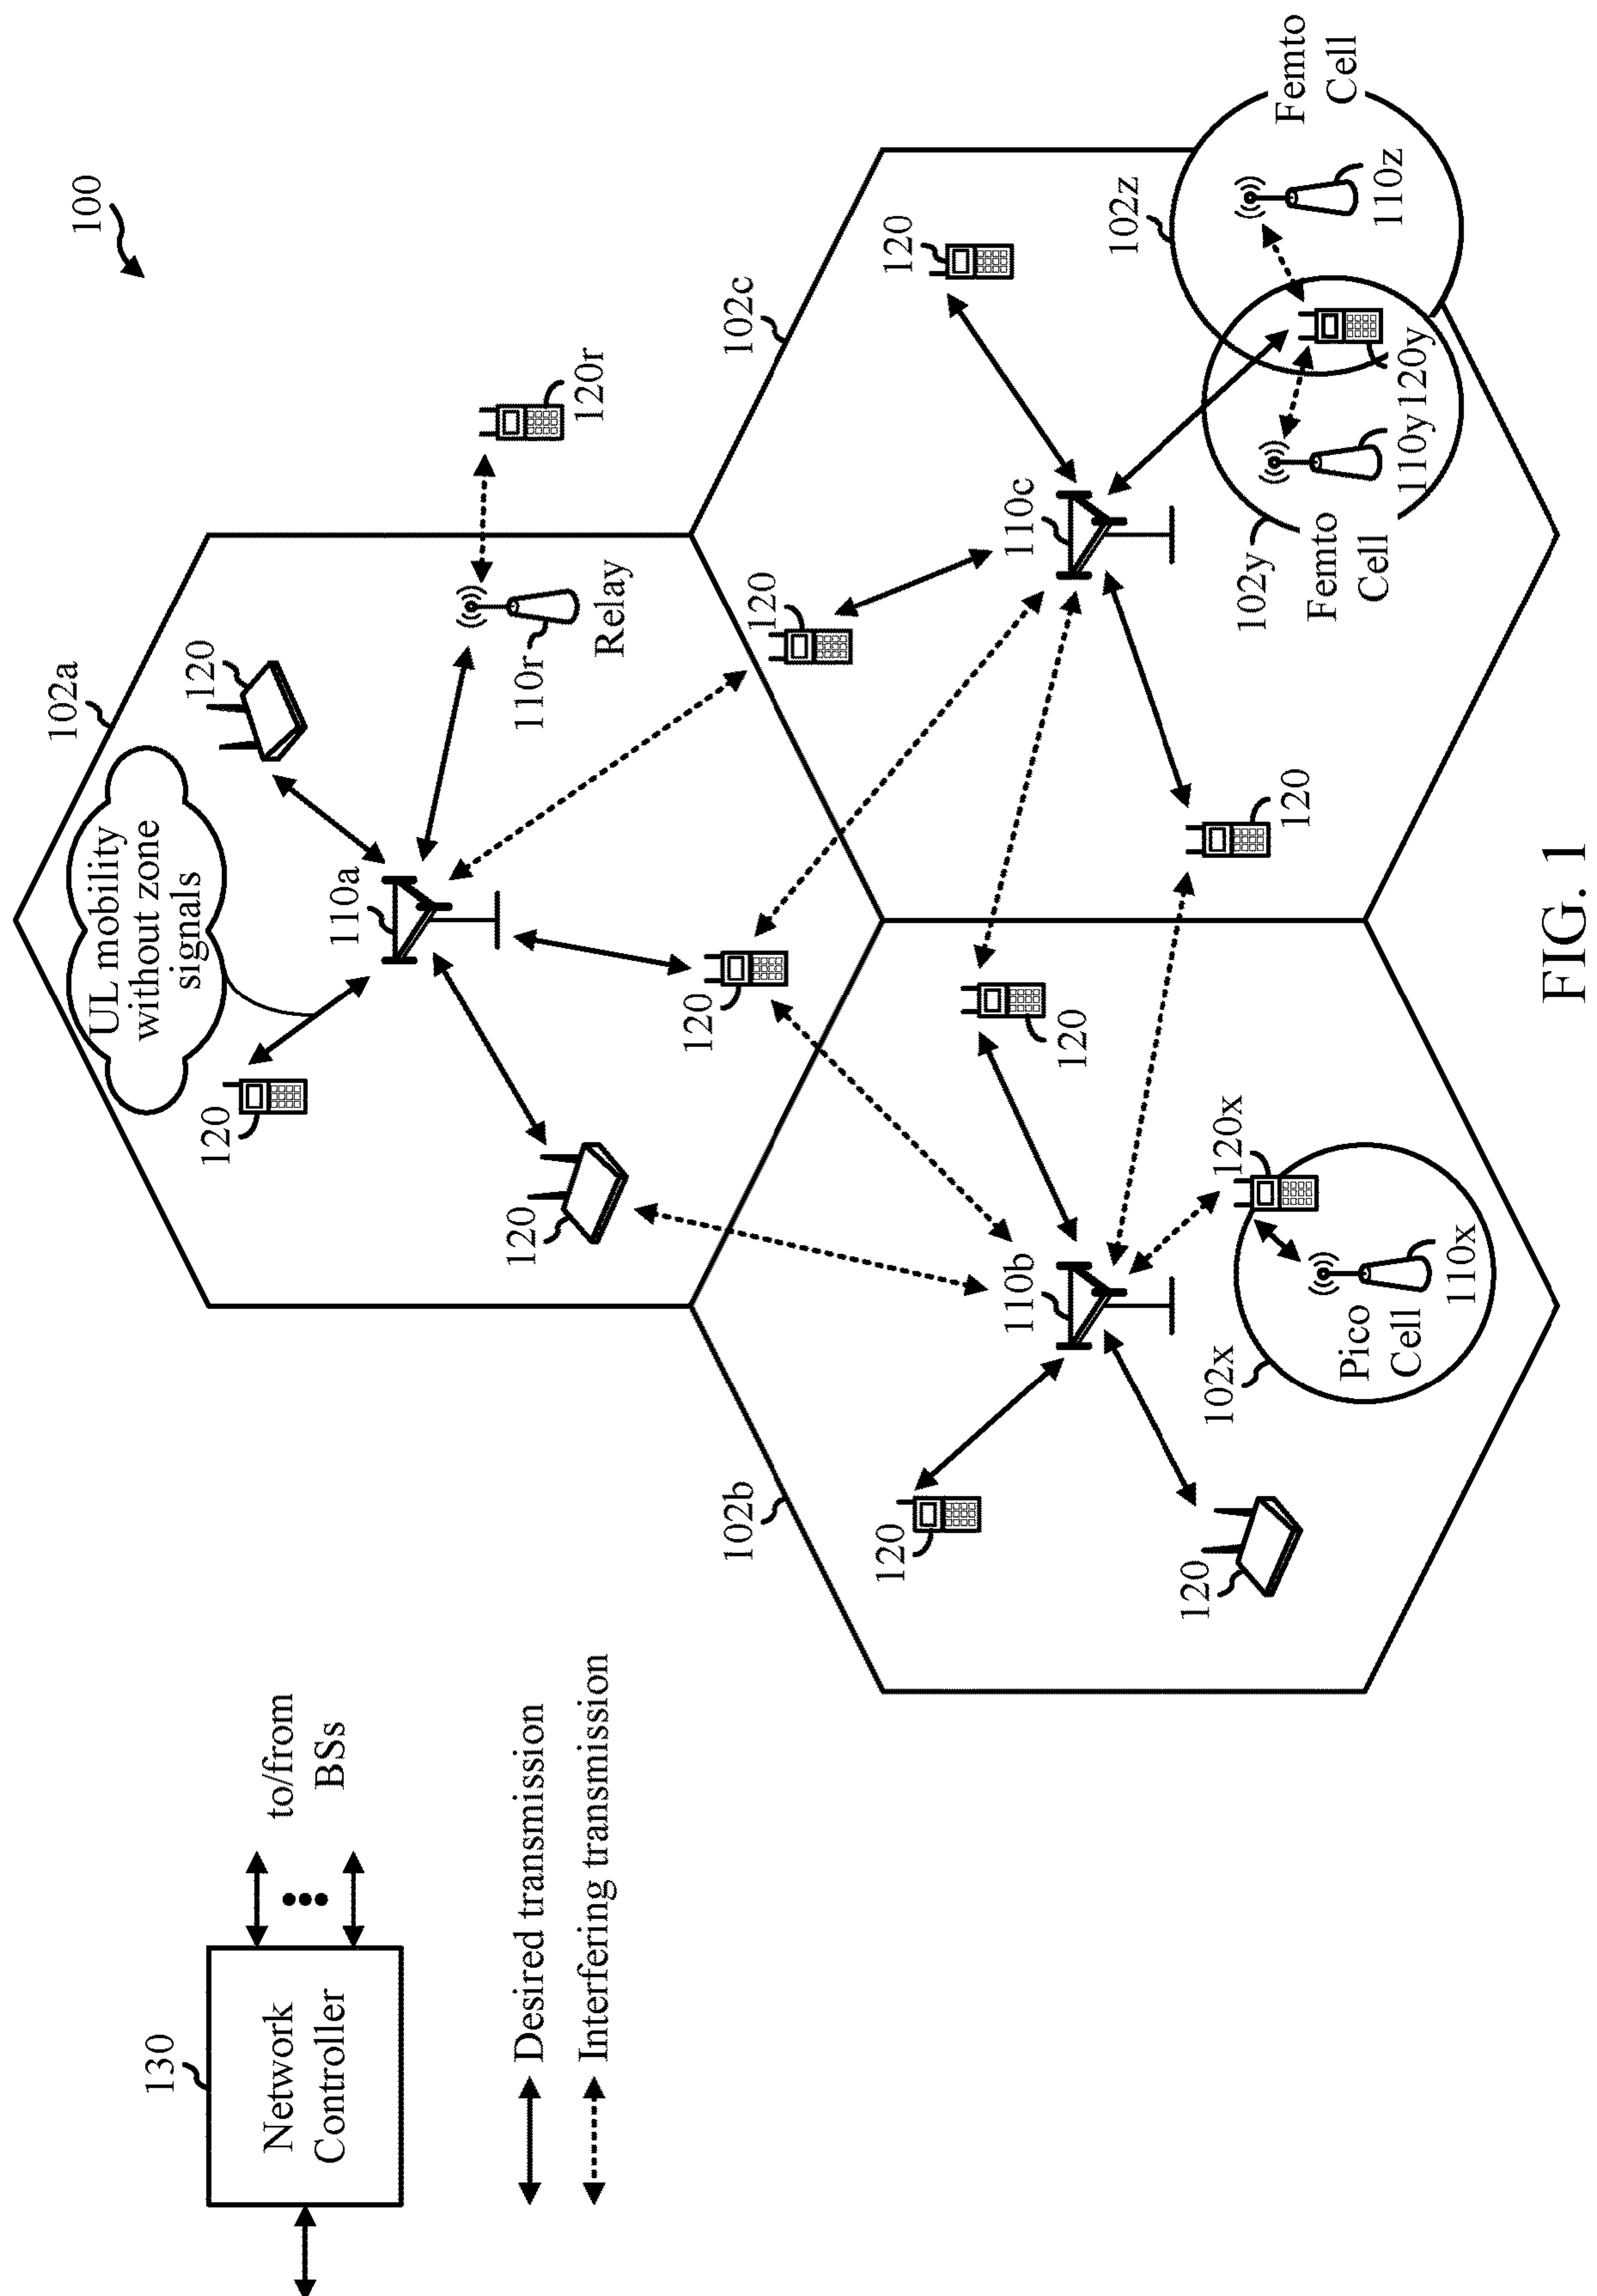 100
130
Network
Controller
to/from
BSs
Desired transmission
Interfering transmission
102a
UL mobility
without zone
signals
120
120
110a
120
120
110r
Relay
120r
102b
120
110b
120
120
102x
Pico
Cell
110x
120x
102c
120
110c
120
120
102y
Femto
Cell
110y
120y
102z
110z
Femto
Cell
FIG. 1